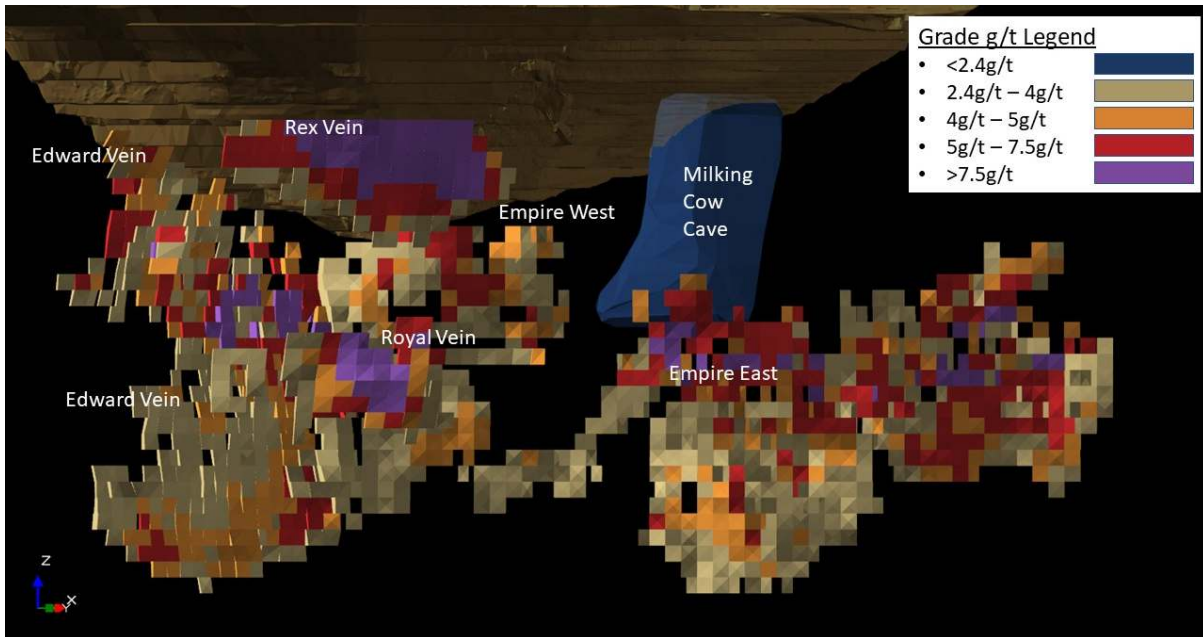 Grade g/t Legend
• <2.4g/t
• 2.4g/t – 4g/t
• 4g/t – 5g/t
• 5g/t – 7.5g/t
• >7.5g/t
Rex Vein
Edward Vein
Milking
Cow
Cave
Empire West
Royal Vein
Empire East
Edward Vein
Z
X
Y